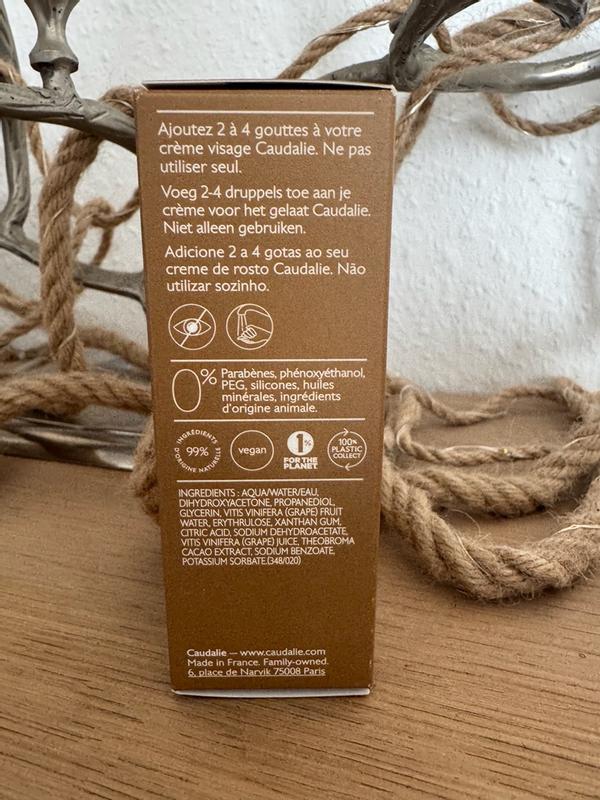 Ajoutez 2 à 4 gouttes à votre
crème visage Caudalie. Ne pas
utiliser seul.
Voeg 2-4 druppels toe aan je
crème voor het gelaat Caudalie.
Niet alleen gebruiken.
Adicione 2 a 4 gotas ao seu
creme de rosto Caudalie. Não
utilizar sozinho.
0% Parabènes, phénoxyéthanol,
PEG, silicones, huiles
minérales, ingrédients
d'origine animale.
INGRÉDIENTS
99%
D'ORIGINE NATURELLE
vegan
1%
FOR THE
PLANET
100%
PLASTIC
COLLECT
INGREDIENTS : AQUA/WATER/EAU,
DIHYDROXYACETONE, PROPANEDIOL,
GLYCERIN, VITIS VINIFERA (GRAPE) FRUIT
WATER, ERYTHRULOSE, XANTHAN GUM,
CITRIC ACID, SODIUM DEHYDROACETATE,
VITIS VINIFERA (GRAPE) JUICE, THEOBROMA
CACAO EXTRACT, SODIUM BENZOATE,
POTASSIUM SORBATE.(348/020)
Caudalie — www.caudalie.com
Made in France. Family-owned.
6, place de Narvik 75008 Paris